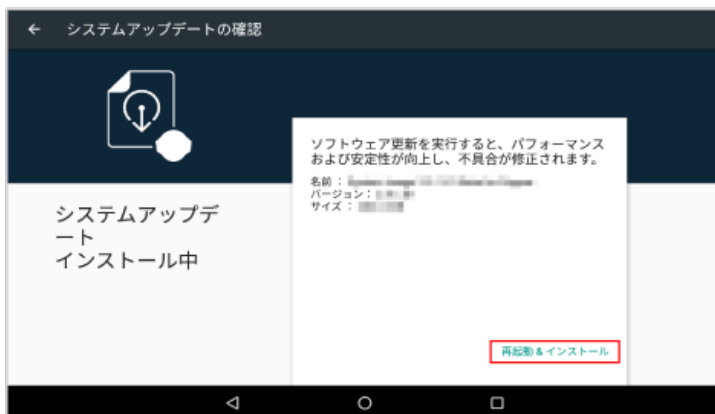 システムアップデートの確認
ソフトウェア更新を実行すると、パフォーマンス
および安定性が向上し、不具合が修正されます。
名前：
バージョン：
サイズ：
システムアップデ
ート
インストール中
再起動 & インストール